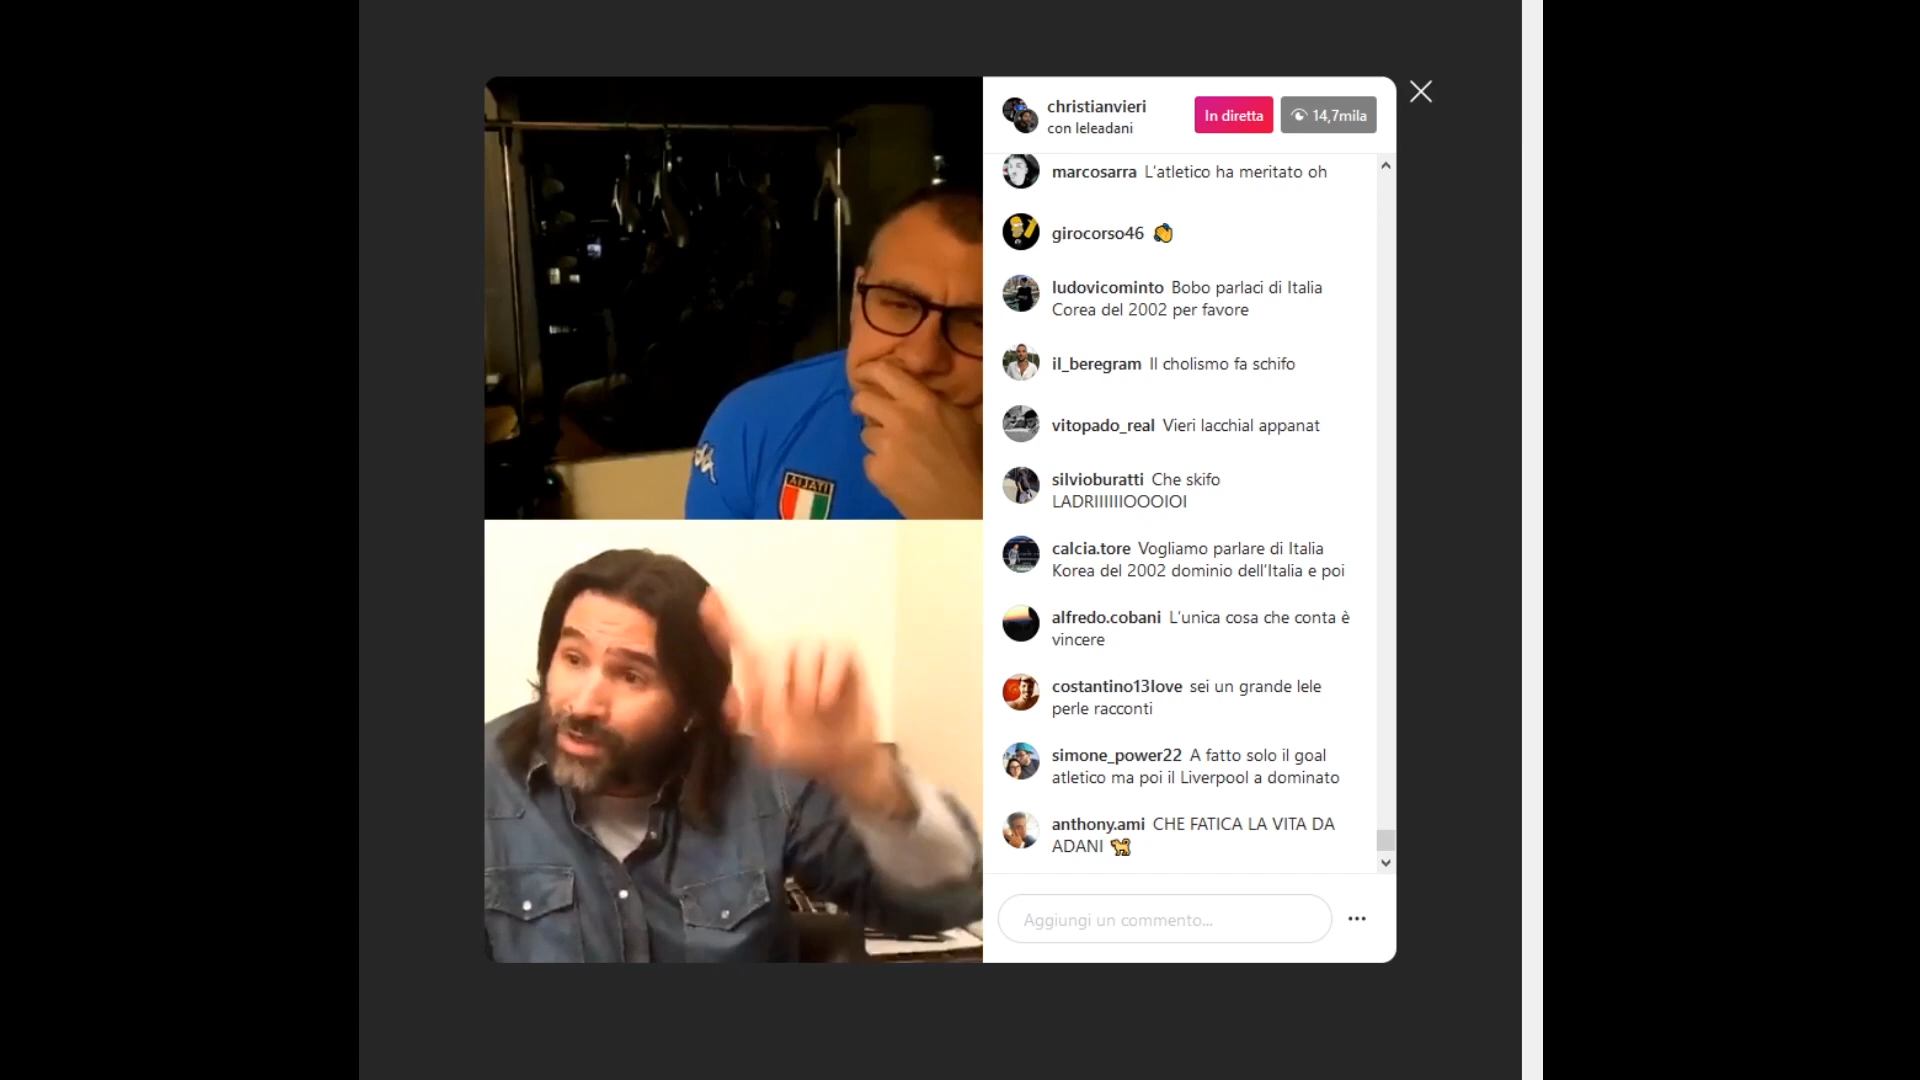 christianvieri
con leleadani
In diretta
14,7mila
marcosarra L'atletico ha meritato oh
girocorso46
ludovicominto Bobo parlaci di Italia
Corea del 2002 per favore
il_beregram Il cholismo fa schifo
vitopado_real Vieri lacchial appanat
silvioburatti Che skifo
LADRIIIIIIOOOIOI
calcia.tore Vogliamo parlare di Italia
Korea del 2002 dominio dell'Italia e poi
alfredo.cobani L'unica cosa che conta è
vincere
costantino13love sei un grande lele
perle racconti
simone_power22 A fatto solo il goal
atletico ma poi il Liverpool a dominato
anthony.ami CHE FATICA LA VITA DA
ADANI
Aggiungi un commento...